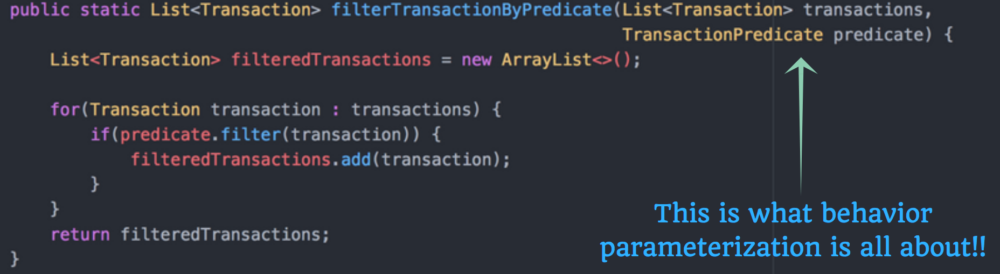 public static List<Transaction> filterTransactionByPredicate(List<Transaction> transactions,
TransactionPredicate predicate) {
List<Transaction> filteredTransactions = new ArrayList<>();
for(Transaction transaction : transactions) {
if(predicate.filter(transaction)) {
filteredTransactions.add(transaction);
}
}
return filteredTransactions;
}
This is what behavior
parameterization is all about!!